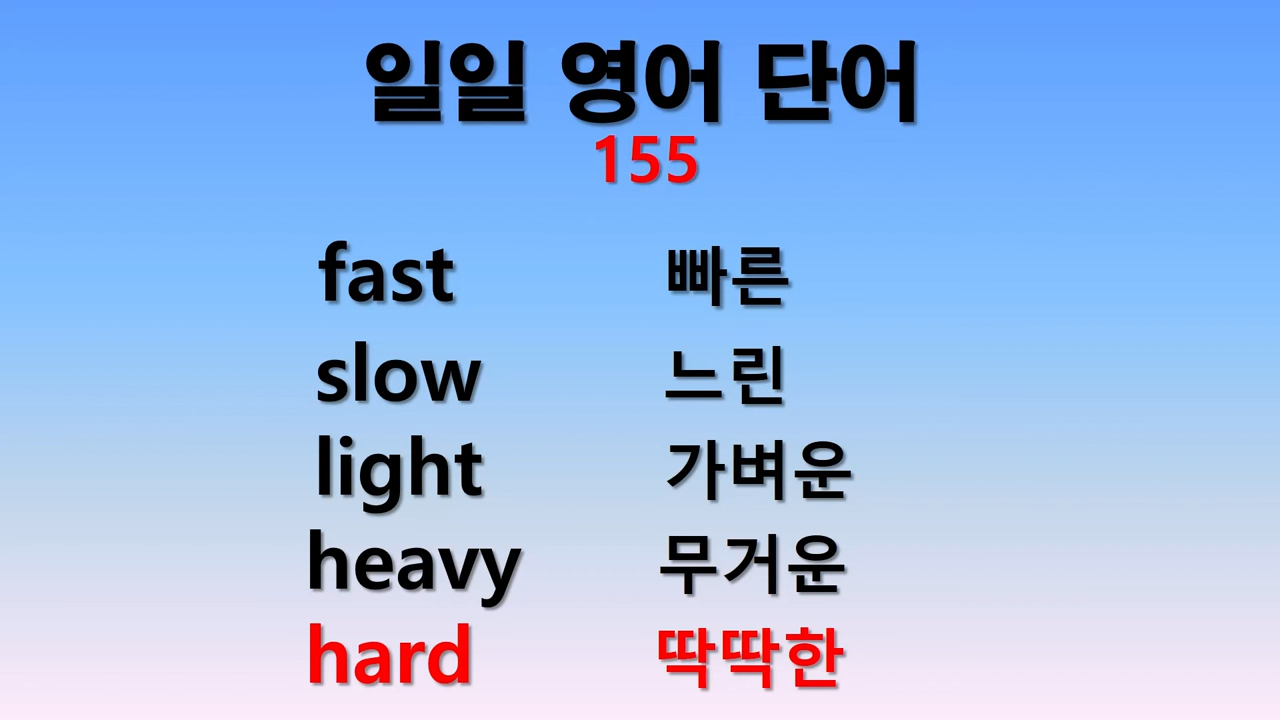 일일 영어 단어
155
fast 빠른
slow 느린
light 가벼운
heavy 무거운
hard 딱딱한